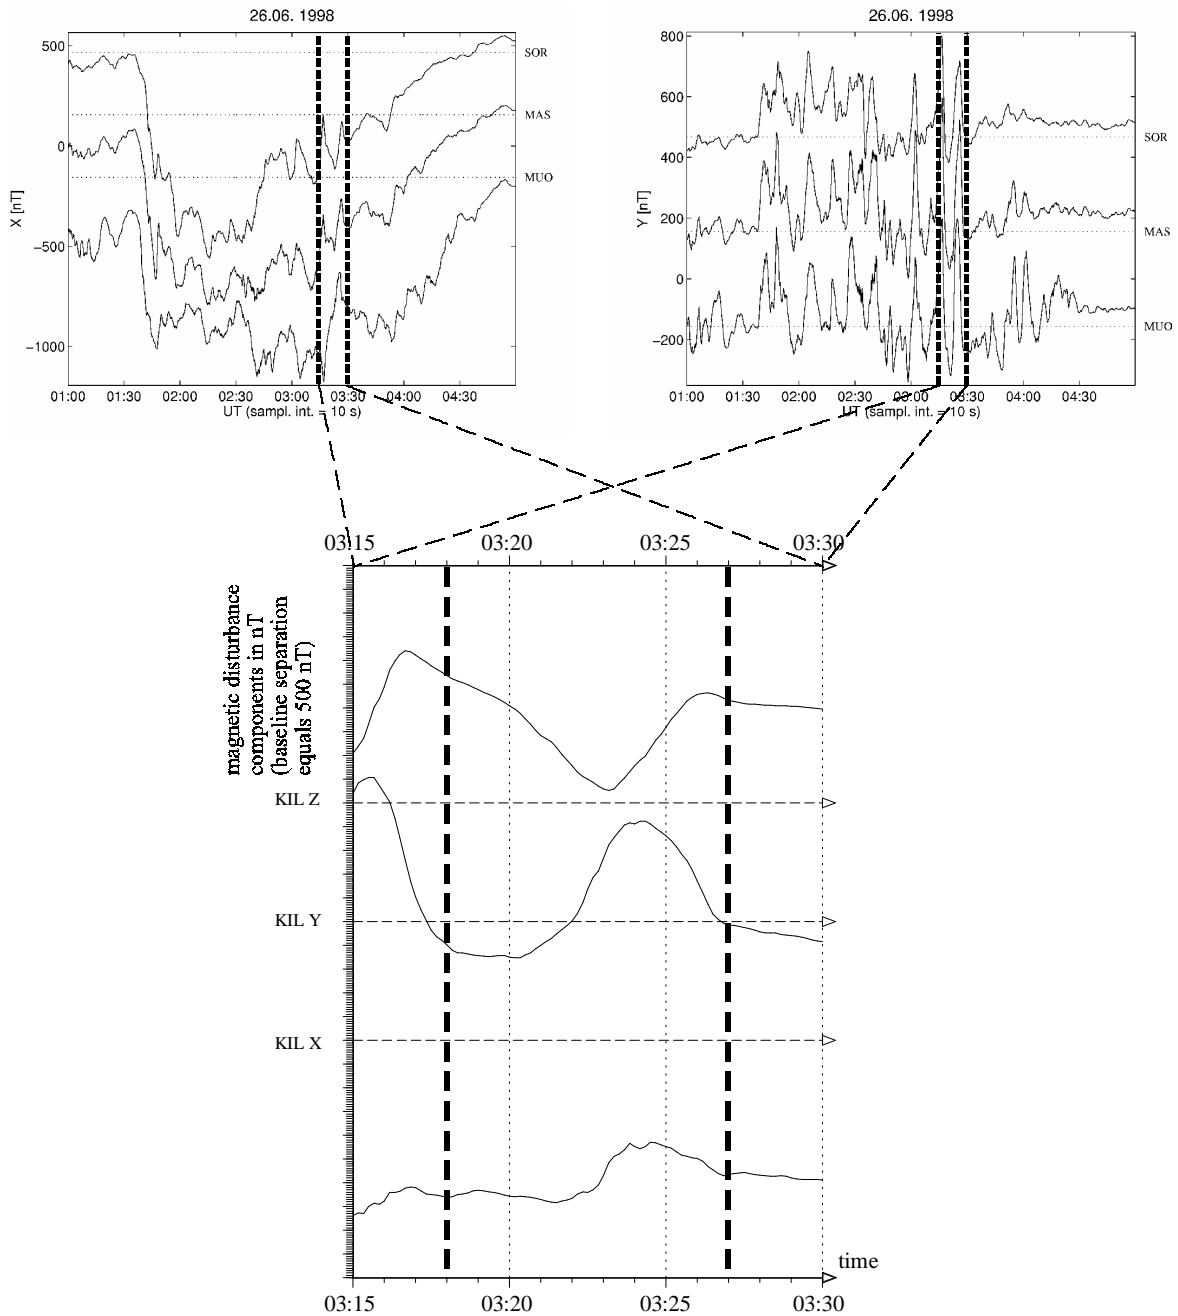 26.06. 1998
X [nT]
500
0
−500
−1000
SOR
MAS
MUO
01:00 01:30 02:00 02:30 03:00 03:30 04:00 04:30
UT (sampl. int. = 10 s)
26.06. 1998
Y [nT]
800
600
400
200
0
−200
SOR
MAS
MUO
01:00 01:30 02:00 02:30 03:00 03:30 04:00 04:30
UT (sampl. int. = 10 s)
03:15 03:20 03:25 03:30
magnetic disturbance
components in nT
(baseline separation
equals 500 nT)
KIL Z
KIL Y
KIL X
time
03:15 03:20 03:25 03:30